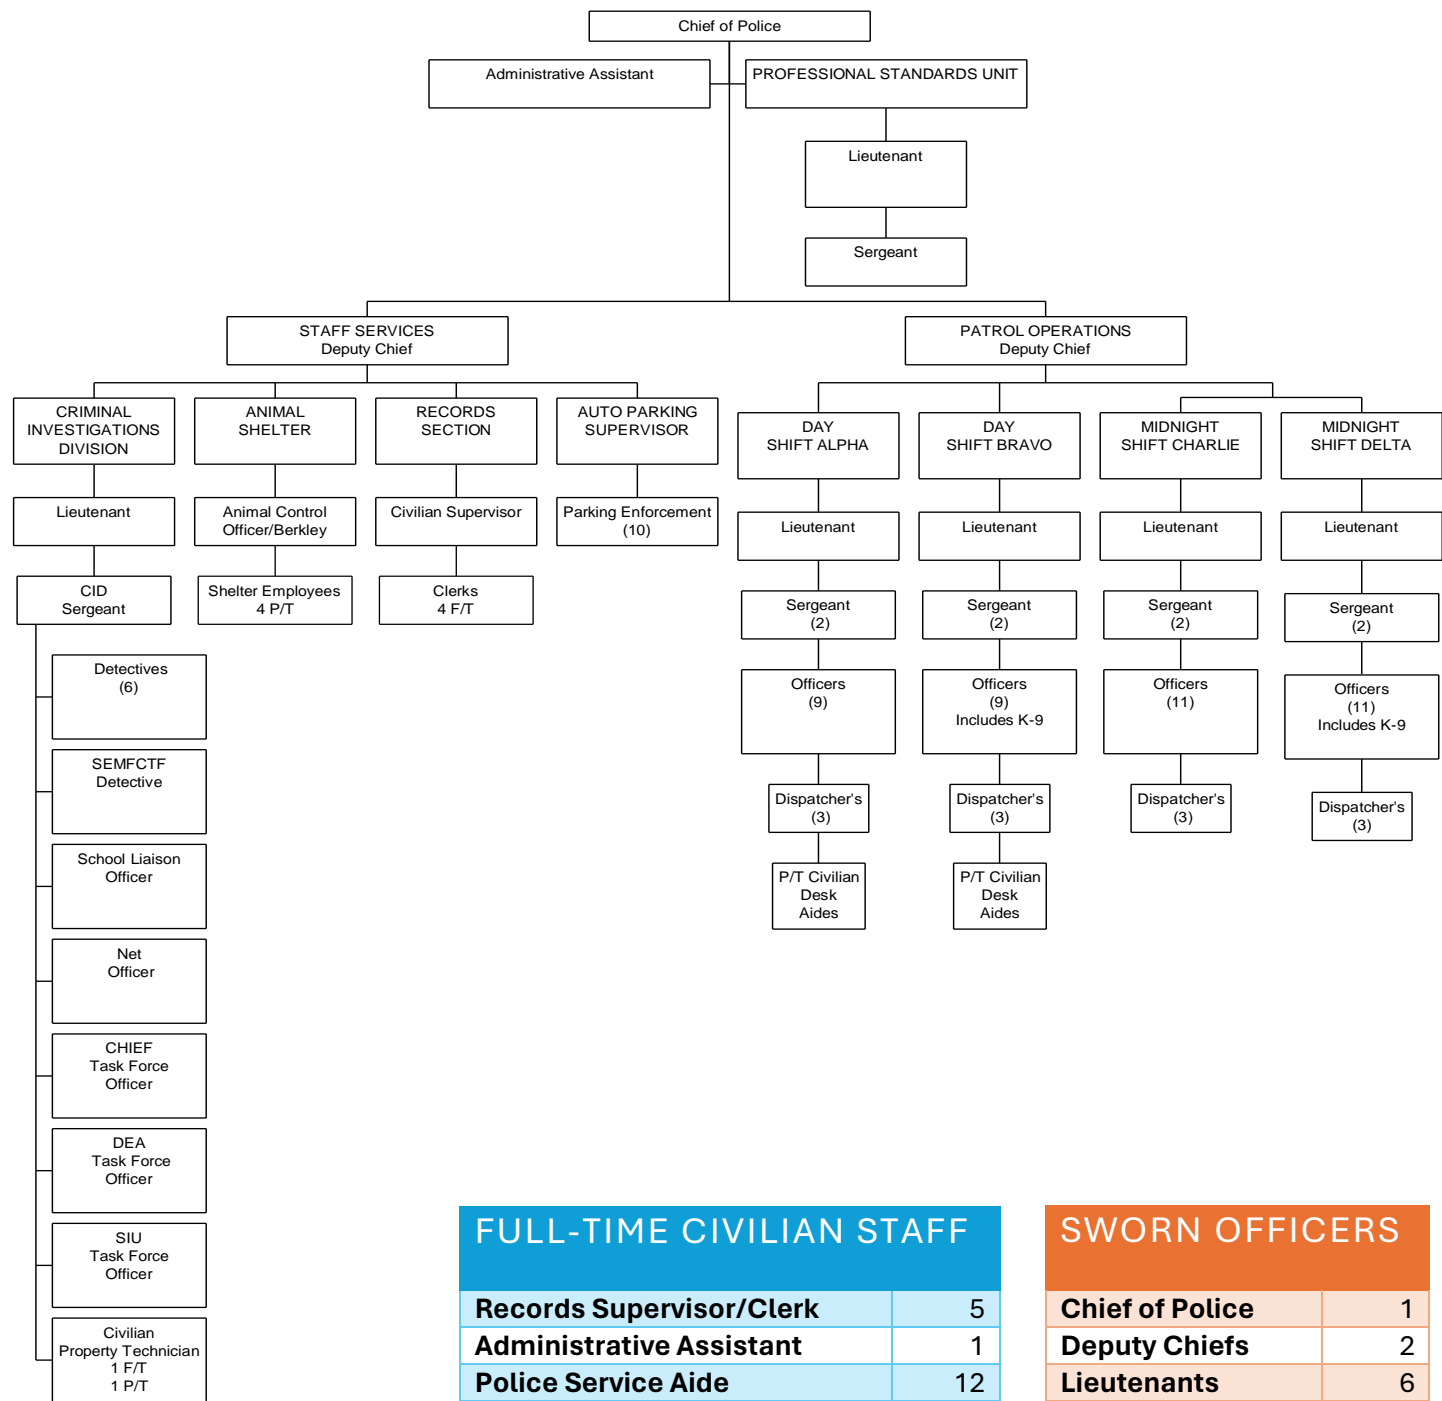 Chief of Police
Administrative Assistant
PROFESSIONAL STANDARDS UNIT
Lieutenant
Sergeant
STAFF SERVICES
Deputy Chief
PATROL OPERATIONS
Deputy Chief
CRIMINAL
INVESTIGATIONS
DIVISION
Lieutenant
CID
Sergeant
Detectives
(6)
SEMFCTF
Detective
School Liaison
Officer
Net
Officer
CHIEF
Task Force
Officer
DEA
Task Force
Officer
SIU
Task Force
Officer
Civilian
Property Technician
1 F/T
1 P/T
ANIMAL
SHELTER
Animal Control
Officer/Berkley
Shelter Employees
4 P/T
RECORDS
SECTION
Civilian Supervisor
Clerks
4 F/T
AUTO PARKING
SUPERVISOR
Parking Enforcement
(10)
DAY
SHIFT ALPHA
Lieutenant
Sergeant
(2)
Officers
(9)
Dispatcher's
(3)
P/T Civilian
Desk
Aides
DAY
SHIFT BRAVO
Lieutenant
Sergeant
(2)
Officers
(9)
Includes K-9
Dispatcher's
(3)
P/T Civilian
Desk
Aides
MIDNIGHT
SHIFT CHARLIE
Lieutenant
Sergeant
(2)
Officers
(11)
Dispatcher's
(3)
MIDNIGHT
SHIFT DELTA
Lieutenant
Sergeant
(2)
Officers
(11)
Includes K-9
Dispatcher's
(3)
FULL-TIME CIVILIAN STAFF
Records Supervisor/Clerk 5
Administrative Assistant 1
Police Service Aide 12
SWORN OFFICERS
Chief of Police 1
Deputy Chiefs 2
Lieutenants 6